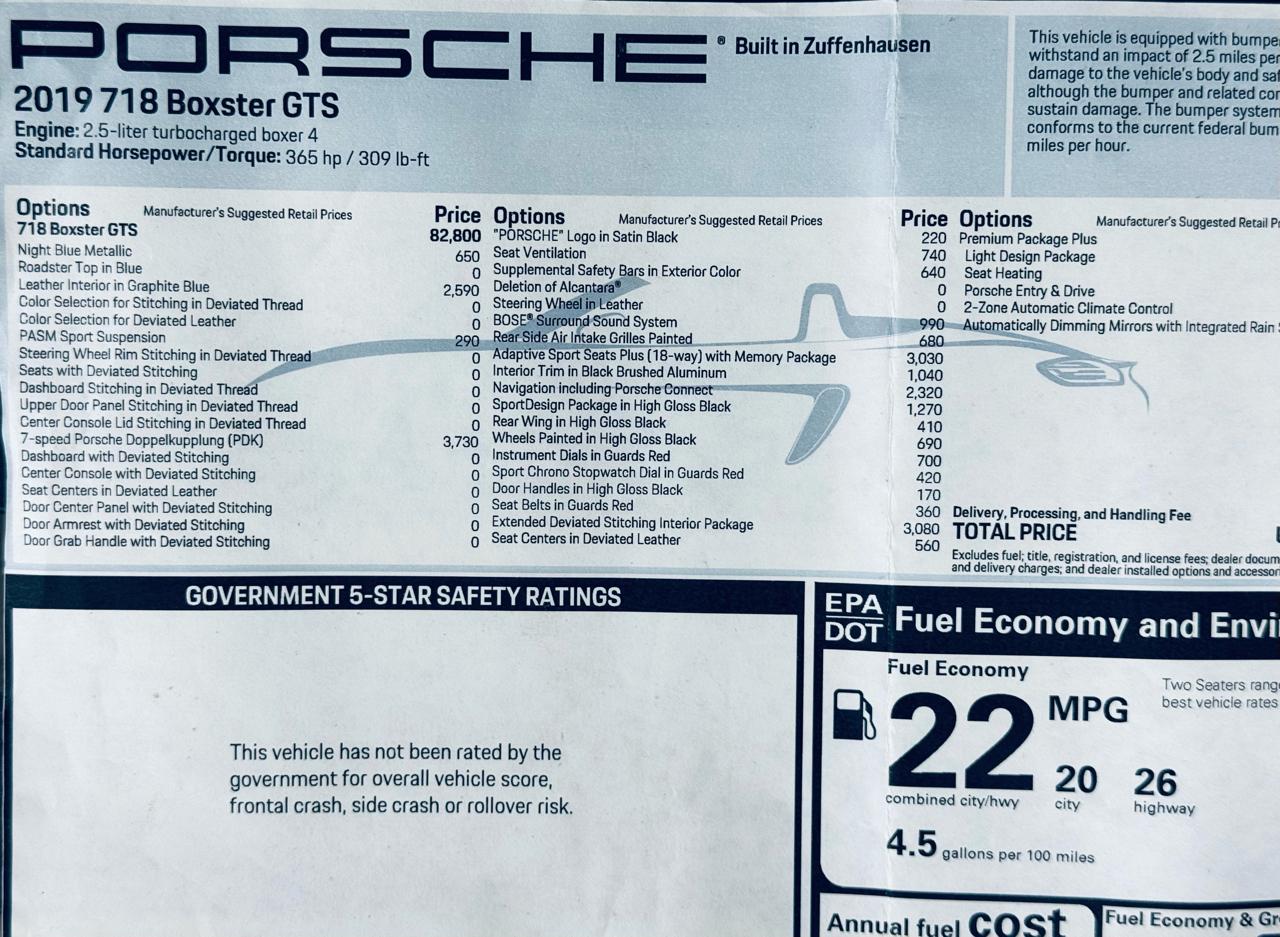 PORSCHE® Built in Zuffenhausen
2019 718 Boxster GTS
Engine: 2.5-liter turbocharged boxer 4
Standard Horsepower/Torque: 365 hp / 309 lb-ft
This vehicle is equipped with bumpe
withstand an impact of 2.5 miles per
damage to the vehicle's body and saf
although the bumper and related cor
sustain damage. The bumper system
conforms to the current federal bum
miles per hour.
Options Manufacturer's Suggested Retail Prices Price
718 Boxster GTS 82,800
Night Blue Metallic 650
Roadster Top in Blue 0
Leather Interior in Graphite Blue 2,590
Color Selection for Stitching in Deviated Thread 0
Color Selection for Deviated Leather 0
PASM Sport Suspension 290
Steering Wheel Rim Stitching in Deviated Thread 0
Seats with Deviated Stitching 0
Dashboard Stitching in Deviated Thread 0
Upper Door Panel Stitching in Deviated Thread 0
Center Console Lid Stitching in Deviated Thread 0
7-speed Porsche Doppelkupplung (PDK) 3,730
Dashboard with Deviated Stitching 0
Center Console with Deviated Stitching 0
Seat Centers in Deviated Leather 0
Door Center Panel with Deviated Stitching 0
Door Armrest with Deviated Stitching 0
Door Grab Handle with Deviated Stitching 0
Options Manufacturer's Suggested Retail Prices Price
"PORSCHE" Logo in Satin Black 220
Seat Ventilation 740
Supplemental Safety Bars in Exterior Color 640
Deletion of Alcantara® 0
Steering Wheel in Leather 0
BOSE® Surround Sound System 990
Rear Side Air Intake Grilles Painted 680
Adaptive Sport Seats Plus (18-way) with Memory Package 3,030
Interior Trim in Black Brushed Aluminum 1,040
Navigation including Porsche Connect 2,320
SportDesign Package in High Gloss Black 1,270
Rear Wing in High Gloss Black 410
Wheels Painted in High Gloss Black 690
Instrument Dials in Guards Red 700
Sport Chrono Stopwatch Dial in Guards Red 420
Door Handles in High Gloss Black 170
Seat Belts in Guards Red 360
Extended Deviated Stitching Interior Package 3,080
Seat Centers in Deviated Leather 560
Options Manufacturer's Suggested Retail P
Premium Package Plus
Light Design Package
Seat Heating
Porsche Entry & Drive
2-Zone Automatic Climate Control
Automatically Dimming Mirrors with Integrated Rain
Delivery, Processing, and Handling Fee
TOTAL PRICE
Excludes fuel; title, registration, and license fees; dealer docum
and delivery charges; and dealer installed options and accessor
GOVERNMENT 5-STAR SAFETY RATINGS
This vehicle has not been rated by the
government for overall vehicle score,
frontal crash, side crash or rollover risk.
EPA
DOT
Fuel Economy and Envi
Fuel Economy
22 MPG
combined city/hwy
20
city
26
highway
4.5 gallons per 100 miles
Two Seaters rang
best vehicle rates
Annual fuel cost
Fuel Economy & Gr